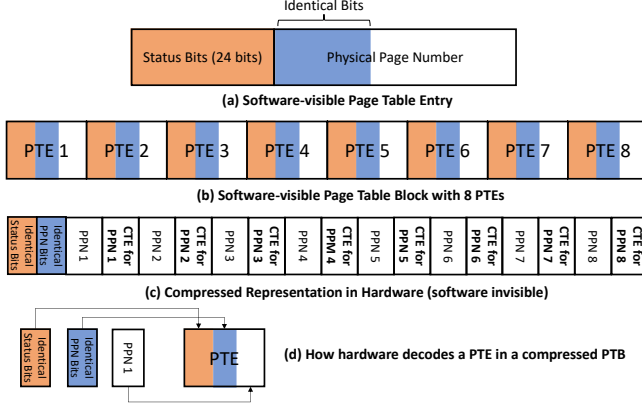 Identical Bits
Status Bits (24 bits)
Physical Page Number
(a) Software-visible Page Table Entry
PTE 1
PTE 2
PTE 3
PTE 4
PTE 5
PTE 6
PTE 7
PTE 8
(b) Software-visible Page Table Block with 8 PTEs
Identical
Status Bits
Identical
PPN Bits
PPN 1
CTE for
PPN 1
PPN 2
CTE for
PPN 2
PPN 3
CTE for
PPN 3
PPN 4
CTE for
PPM 4
PPN 5
CTE for
PPN 5
PPN 6
CTE for
PPN 6
PPN 7
CTE for
PPN 7
PPN 8
CTE for
PPN 8
(c) Compressed Representation in Hardware (software invisible)
Identical
Status Bits
Identical
PPN Bits
PPN 1
PTE
(d) How hardware decodes a PTE in a compressed PTB